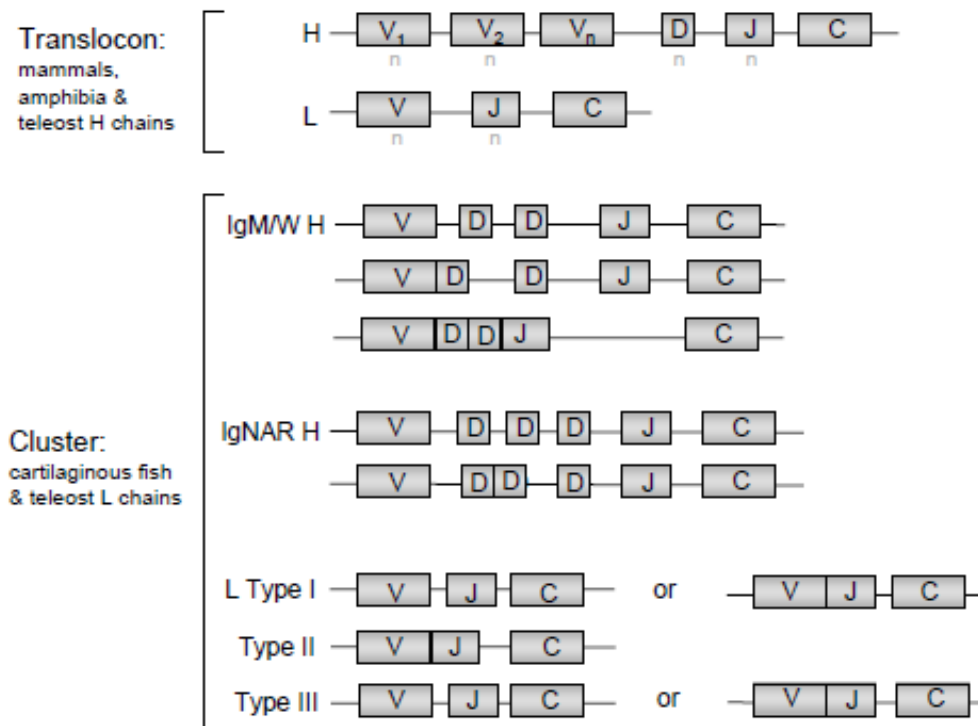 Translocon:
mammals,
amphibia &
teleost H chains
H V1 V2 Vn D J C
n n n n
L V J C
n n
Cluster:
cartilaginous fish
& teleost L chains
IgM/W H V D D J C
V D D J C
V D D J C
IgNAR H V D D D J C
V D D D J C
L Type I V J C or V J C
Type II V J C
Type III V J C or V J C